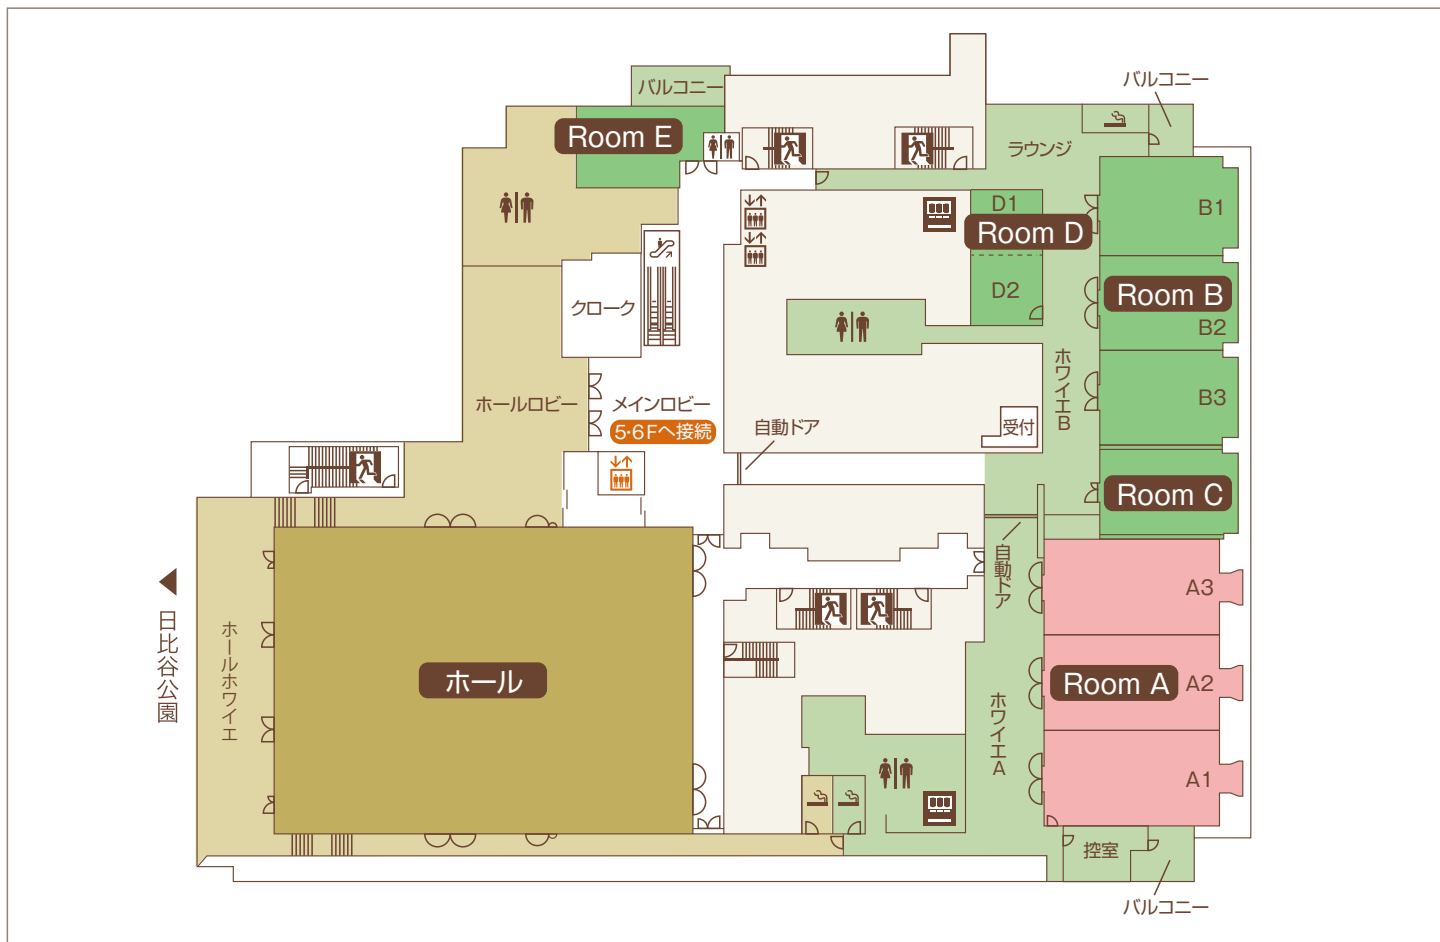 バルコニー
バルコニー
Room E
ラウンジ
D1
B1
Room D
D2
Room B
クローク
B2
ホワイエB
ホールロビー
メインロビー
B3
5・6Fへ接続
自動ドア
受付
Room C
自動ドア
A3
日比谷公園
ホールホワイエ
ホール
Room A
A2
ホワイエA
A1
控室
バルコニー